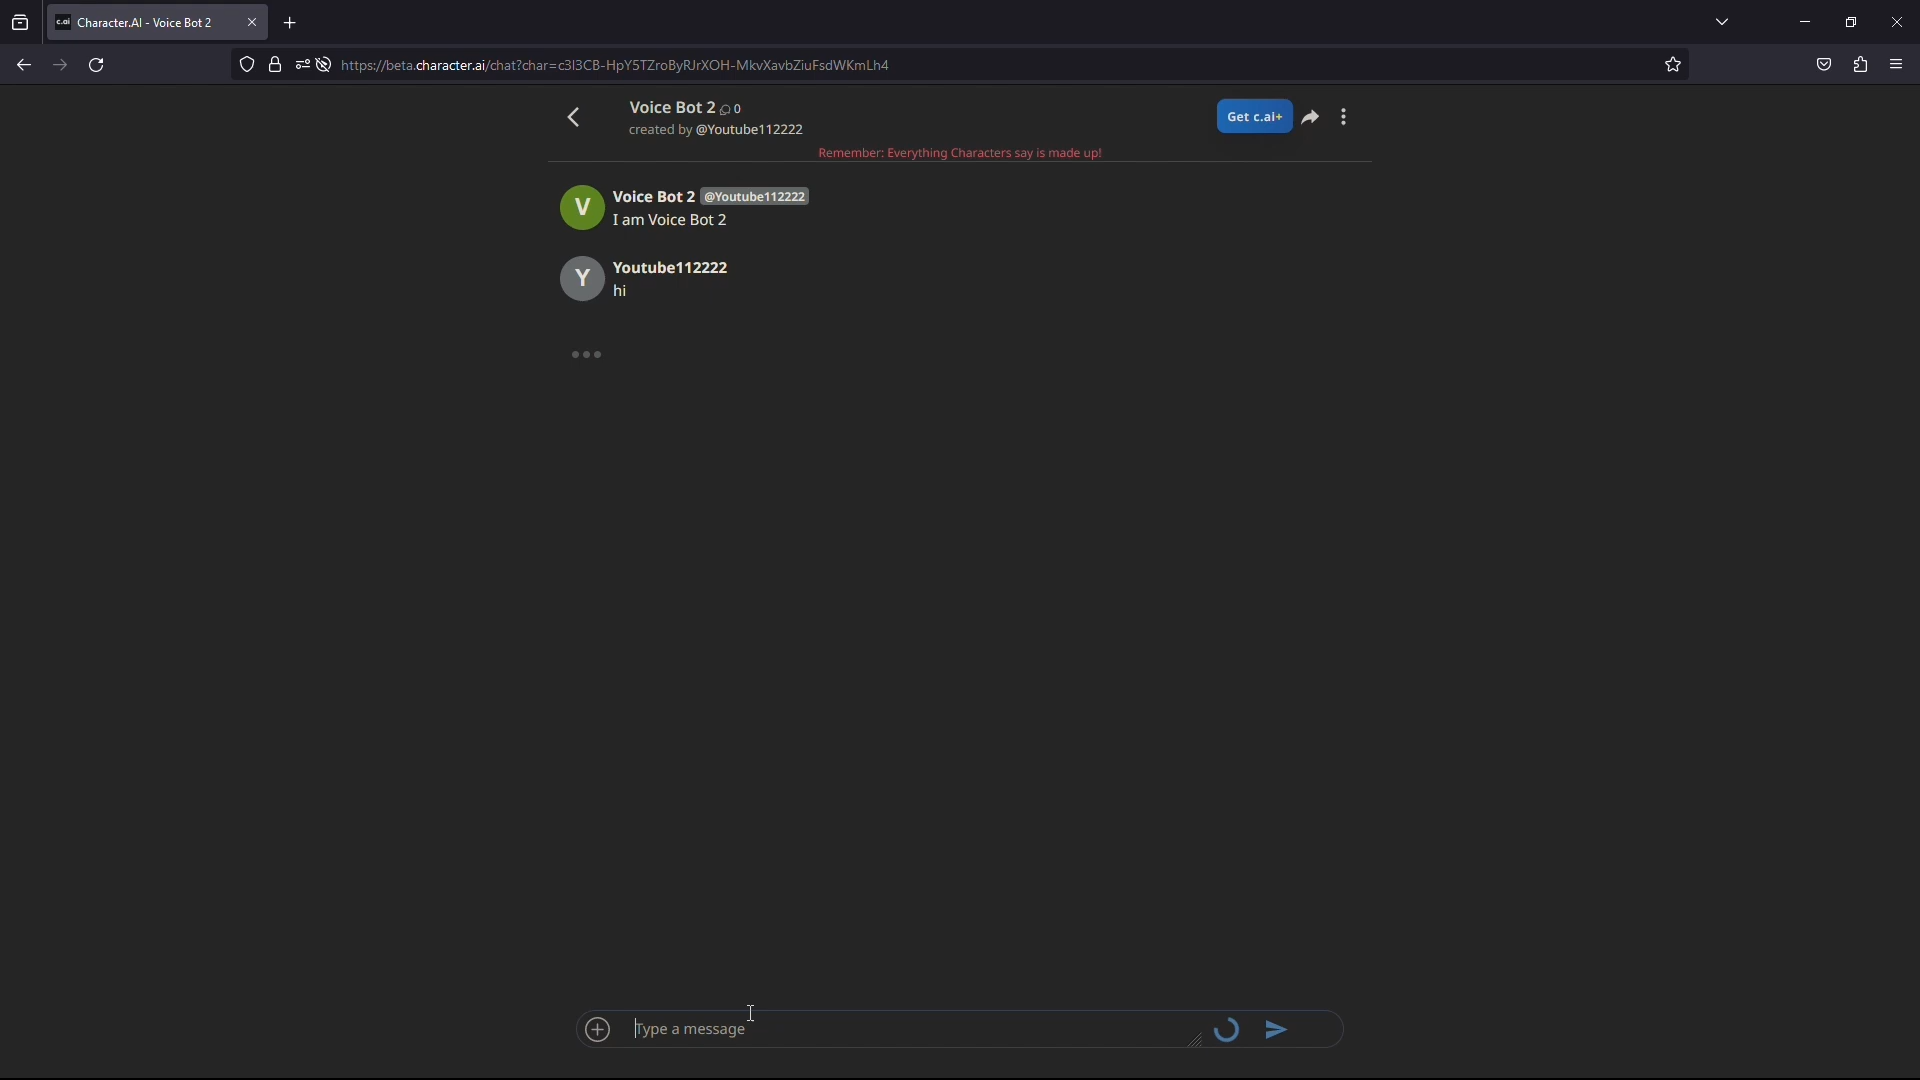 c.ai Character.AI - Voice Bot 2
https://beta.character.ai/chat?char=c3I3CB-HpY5TZroByRJrXOH-MkvXavbZiuFsdWKmLh4
Voice Bot 2 0
created by @Youtube112222
Get c.ai+
Remember: Everything Characters say is made up!
V
Voice Bot 2 @Youtube112222
I am Voice Bot 2
Y
Youtube112222
hi
Type a message